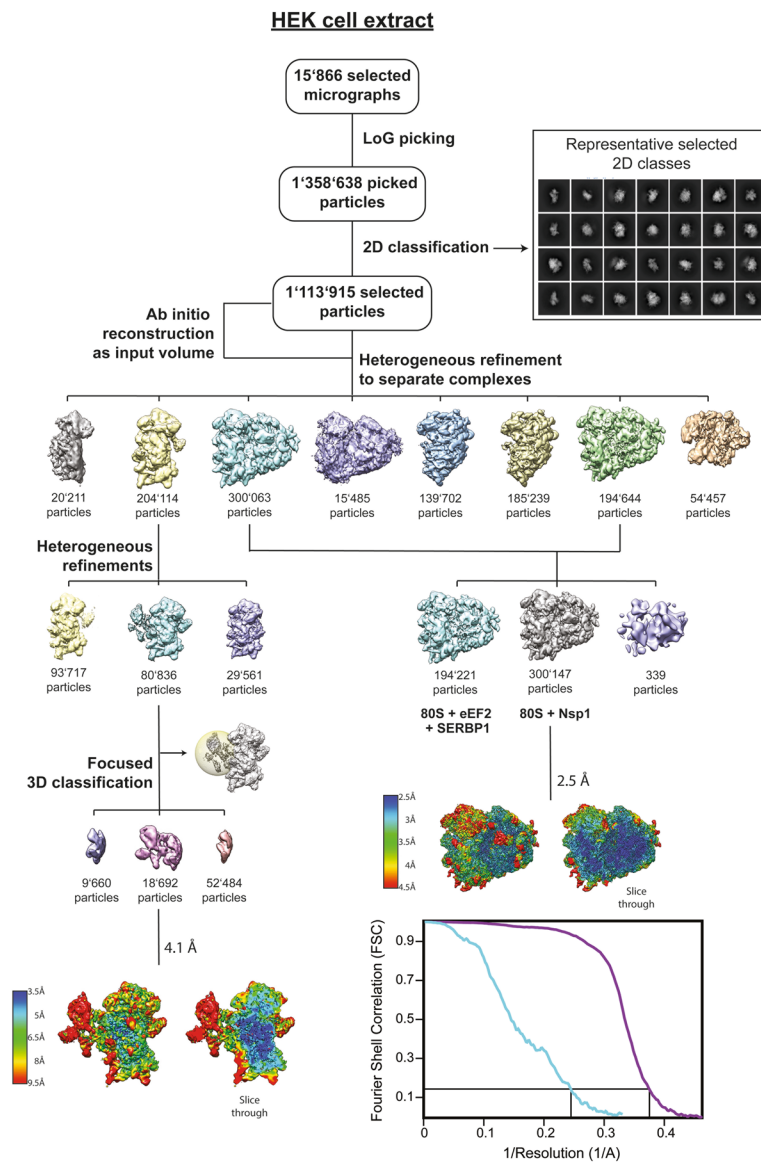 HEK cell extract
15‘866 selected
micrographs
LoG picking
1‘358‘638 picked
particles
2D classification
Representative selected
2D classes
1‘113‘915 selected
particles
Ab initio
reconstruction
as input volume
Heterogeneous refinement
to separate complexes
20‘211
particles
204‘114
particles
300‘063
particles
15‘485
particles
139‘702
particles
185‘239
particles
194‘644
particles
54‘457
particles
Heterogeneous
refinements
93‘717
particles
80‘836
particles
29‘561
particles
194‘221
particles
300‘147
particles
339
particles
80S + eEF2
+ SERBP1
80S + Nsp1
Focused
3D classification
9‘660
particles
18‘692
particles
52‘484
particles
4.1 Å
3.5Å
5Å
6.5Å
8Å
9.5Å
Slice
through
2.5 Å
2.5Å
3Å
3.5Å
4Å
4.5Å
Slice
through
Fourier Shell Correlation (FSC)
0.9
0.7
0.5
0.3
0.1
0
0.1
0.2
0.3
0.4
1/Resolution (1/A)